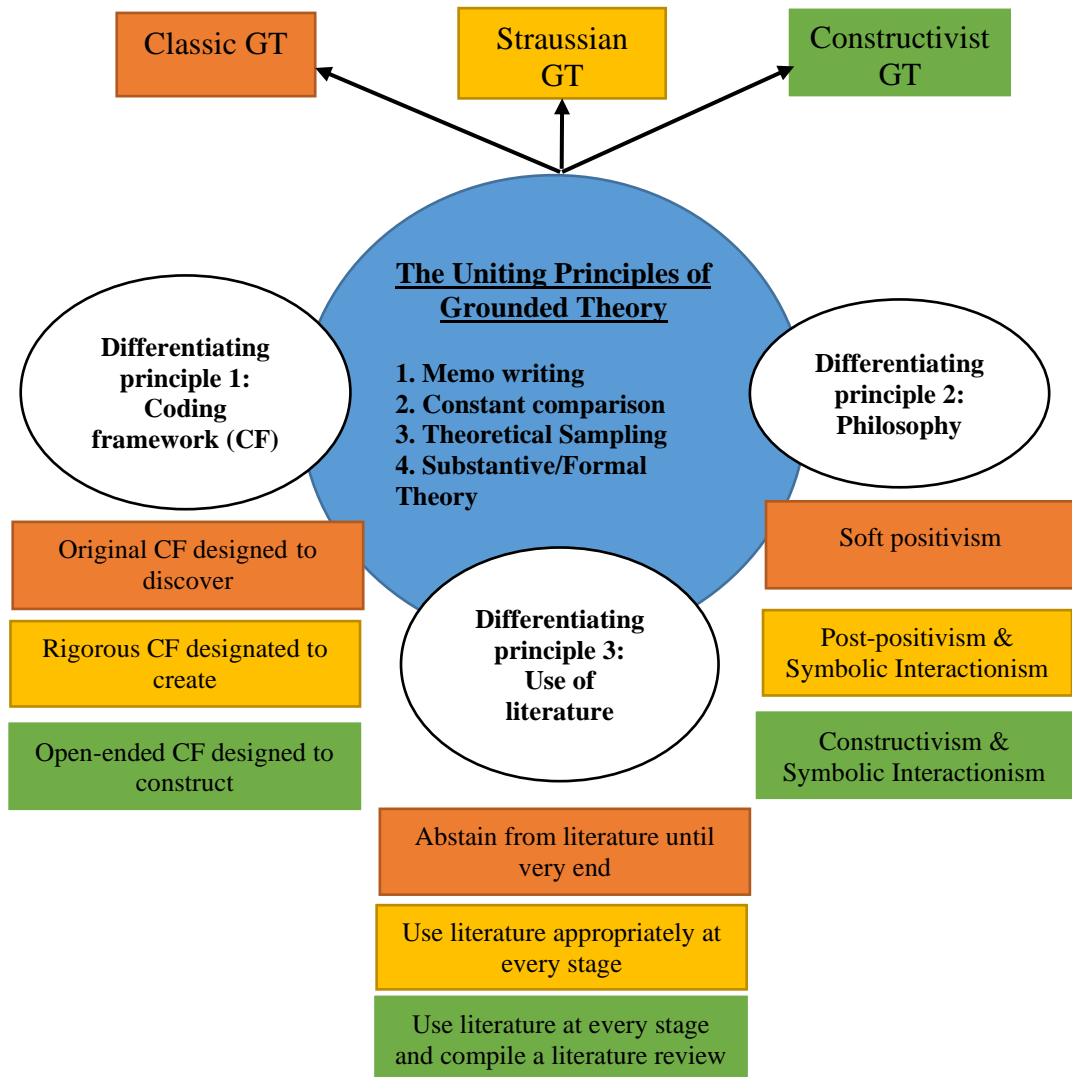 Classic GT
Straussian
GT
Constructivist
GT
The Uniting Principles of
Grounded Theory
1. Memo writing
2. Constant comparison
3. Theoretical Sampling
4. Substantive/Formal
Theory
Differentiating
principle 1:
Coding
framework (CF)
Differentiating
principle 2:
Philosophy
Differentiating
principle 3:
Use of
literature
Original CF designed to
discover
Rigorous CF designated to
create
Open-ended CF designed to
construct
Soft positivism
Post-positivism &
Symbolic Interactionism
Constructivism &
Symbolic Interactionism
Abstain from literature until
very end
Use literature appropriately at
every stage
Use literature at every stage
and compile a literature review